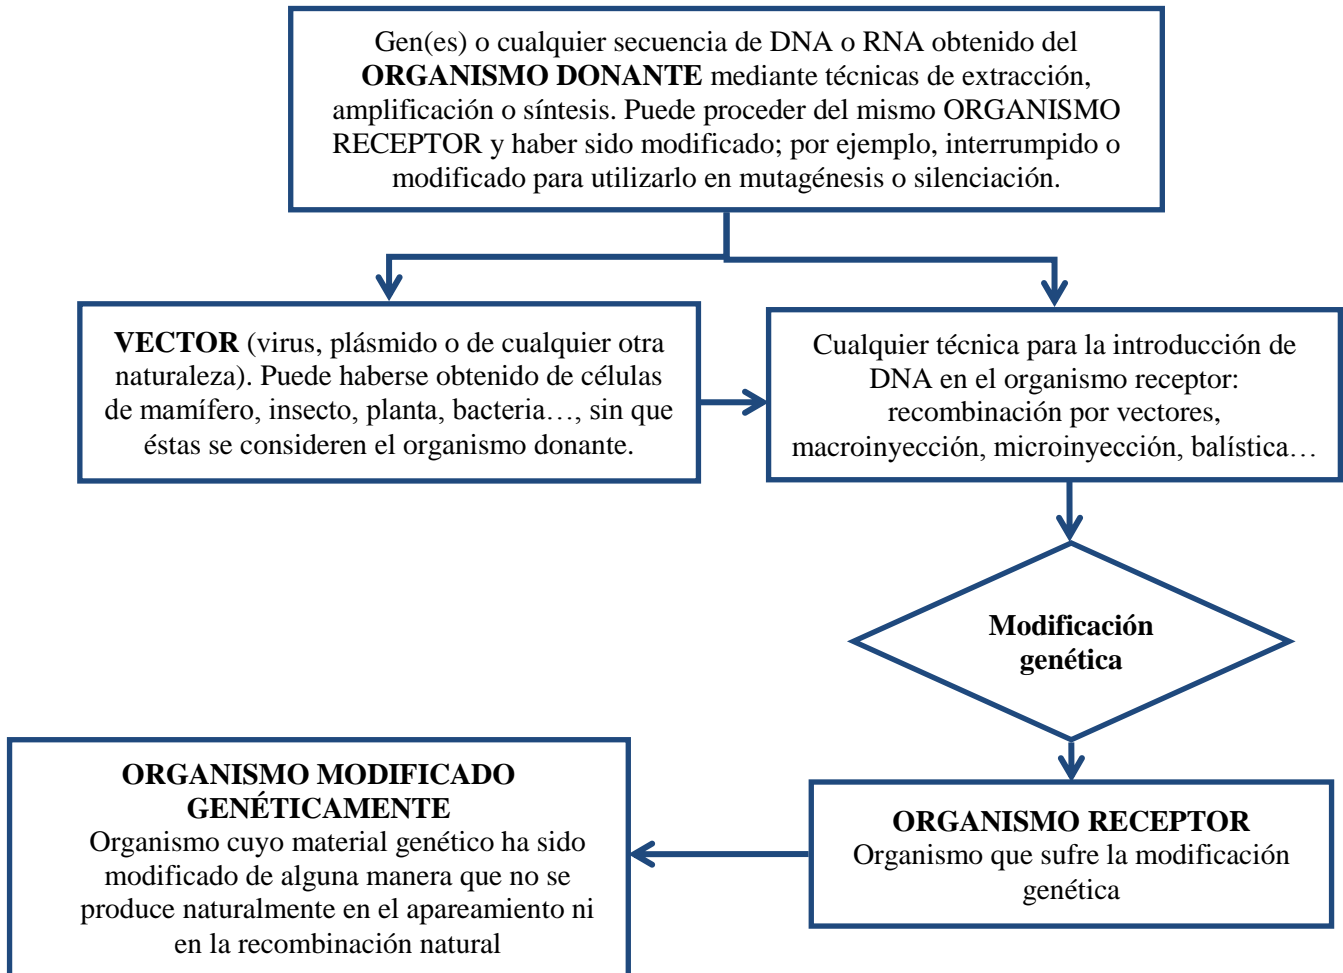 Gen(es) o cualquier secuencia de DNA o RNA obtenido del
ORGANISMO DONANTE mediante técnicas de extracción,
amplificación o síntesis. Puede proceder del mismo ORGANISMO
RECEPTOR y haber sido modificado; por ejemplo, interrumpido o
modificado para utilizarlo en mutagénesis o silenciación.
VECTOR (virus, plásmido o de cualquier otra
naturaleza). Puede haberse obtenido de células
de mamífero, insecto, planta, bacteria…, sin que
éstas se consideren el organismo donante.
Cualquier técnica para la introducción de
DNA en el organismo receptor:
recombinación por vectores,
macroinyección, microinyección, balística…
Modificación
genética
ORGANISMO RECEPTOR
Organismo que sufre la modificación
genética
ORGANISMO MODIFICADO
GENÉTICAMENTE
Organismo cuyo material genético ha sido
modificado de alguna manera que no se
produce naturalmente en el apareamiento ni
en la recombinación natural